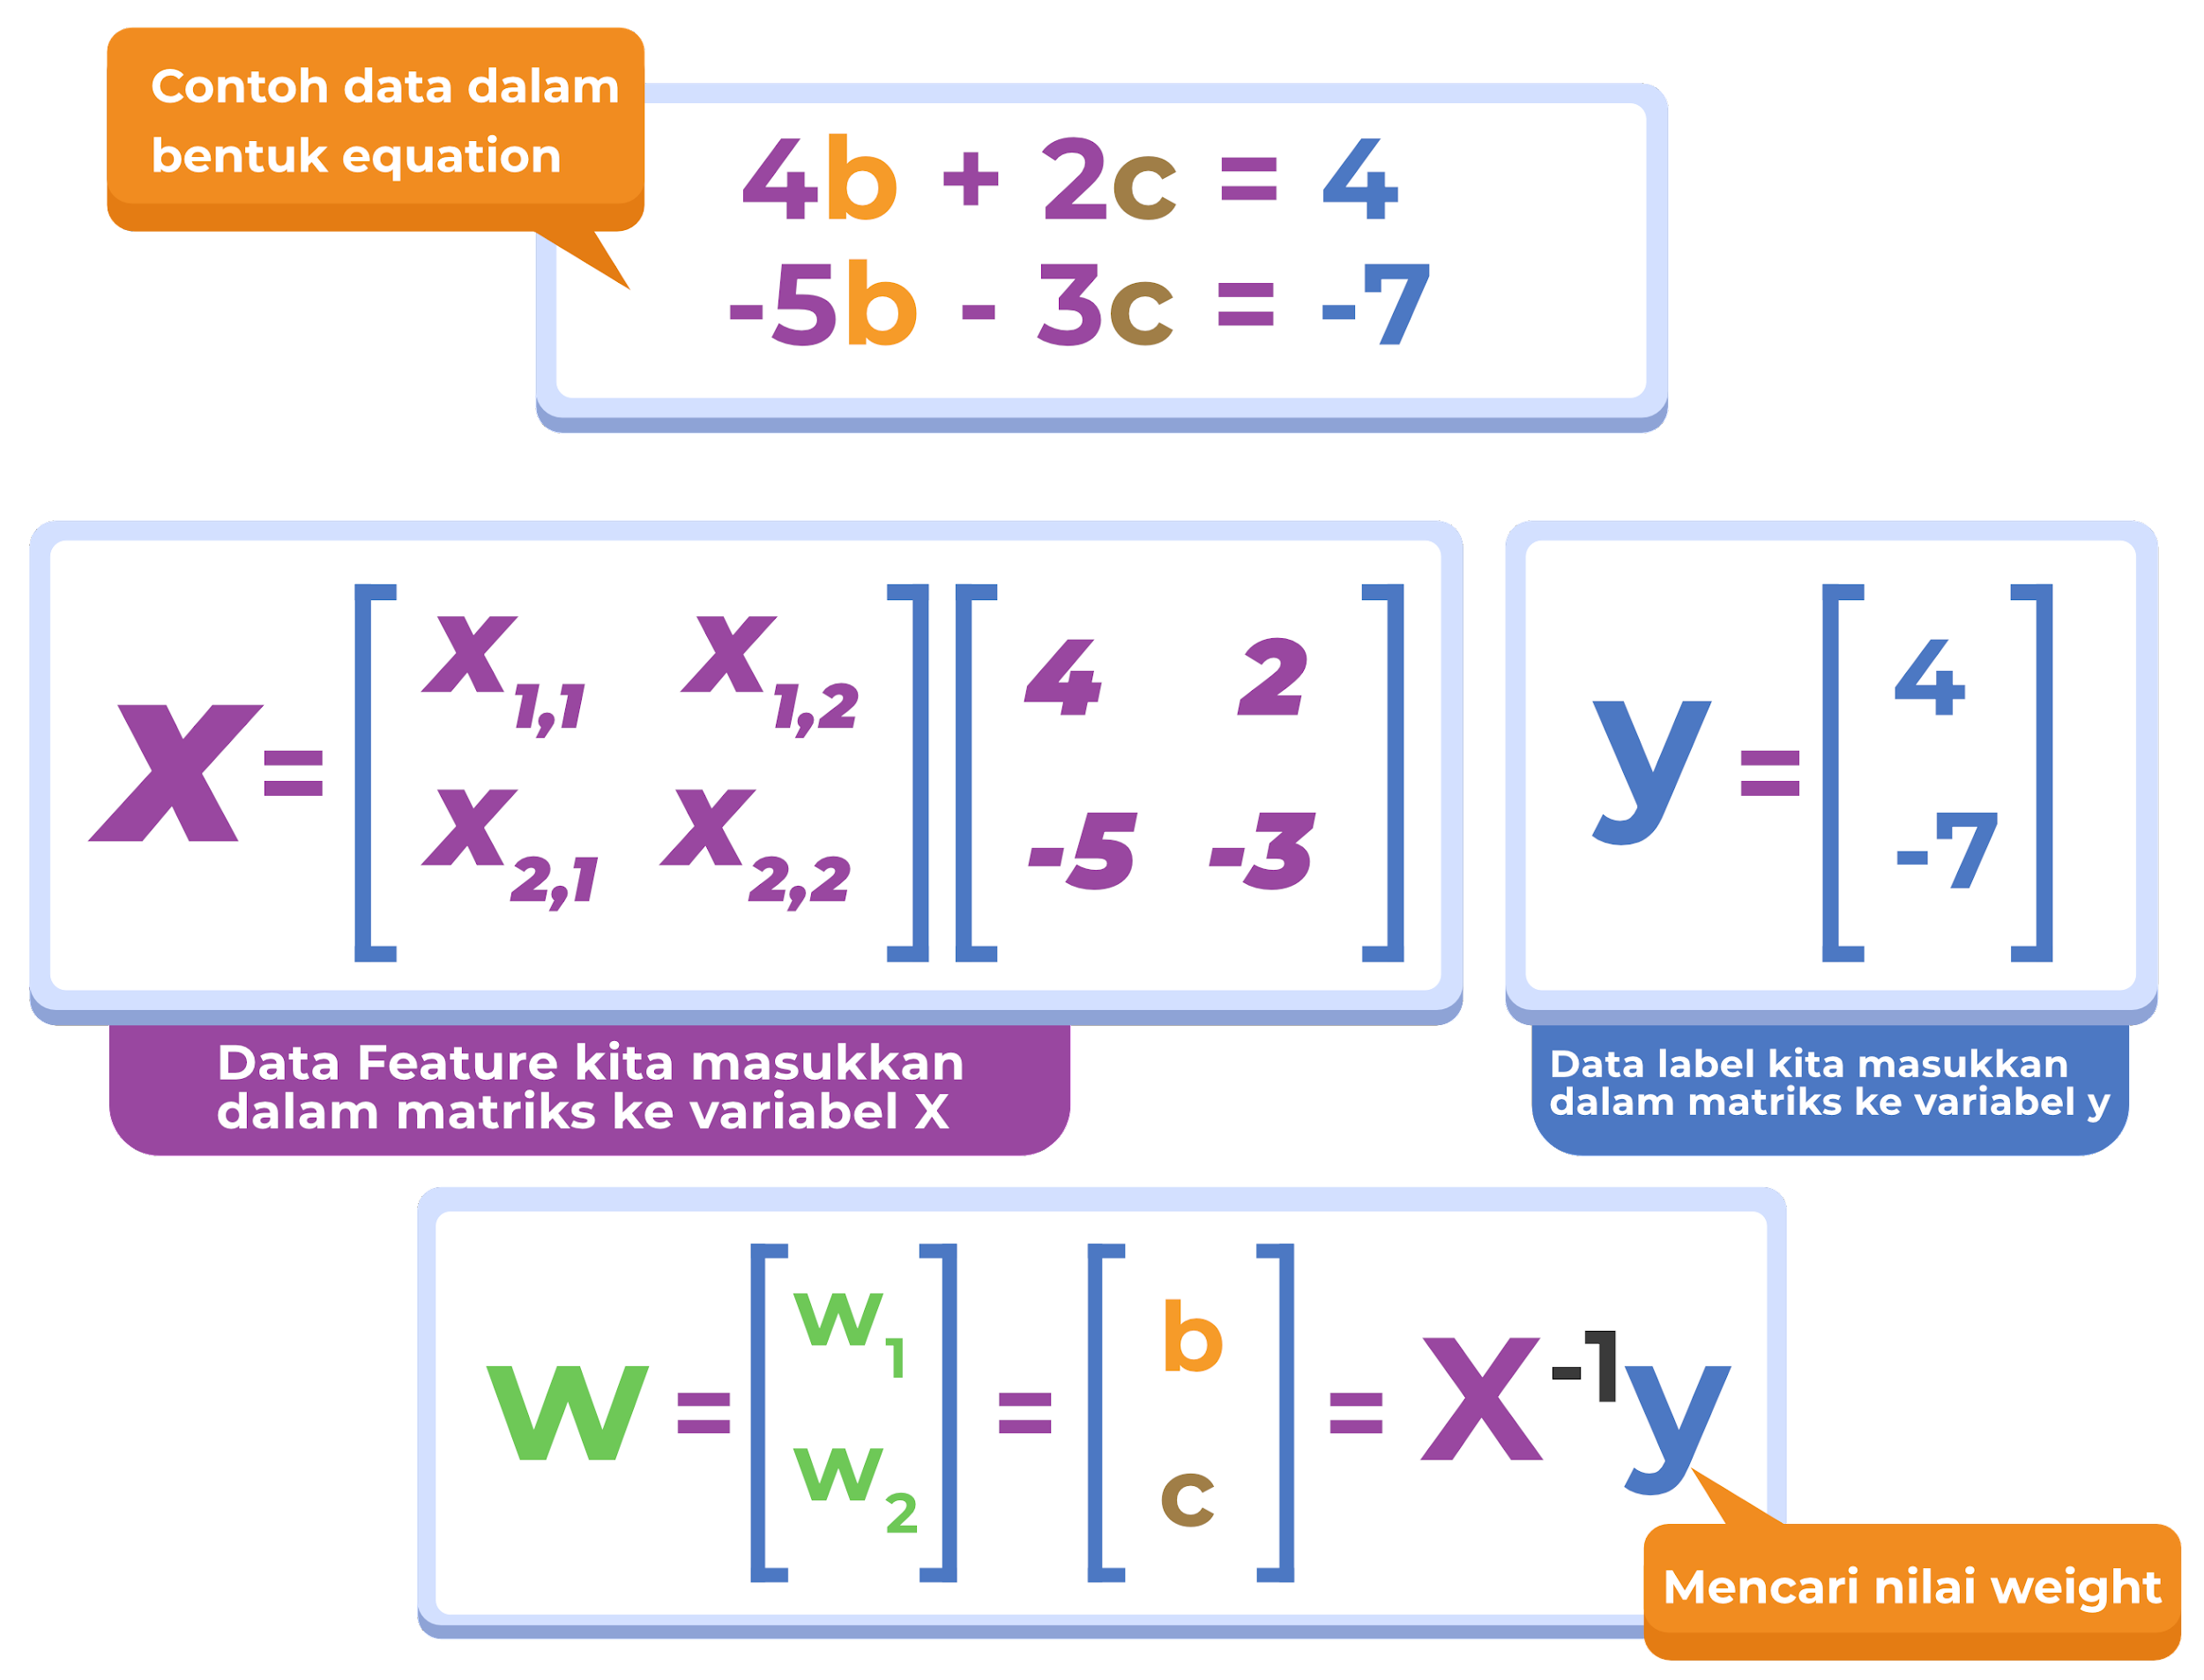 Contoh data dalam
bentuk equation
4b + 2c = 4
-5b - 3c = -7
X = [ X1,1 X1,2 ] [ 4 2 ]
[ X2,1 X2,2 ] [ -5 -3 ]
y = [ 4 ]
[ -7 ]
Data Feature kita masukkan
dalam matriks ke variabel X
Data label kita masukkan
dalam matriks ke variabel y
w = [ w1 ] = [ b ] = X⁻¹y
[ w2 ] [ c ]
Mencari nilai weight